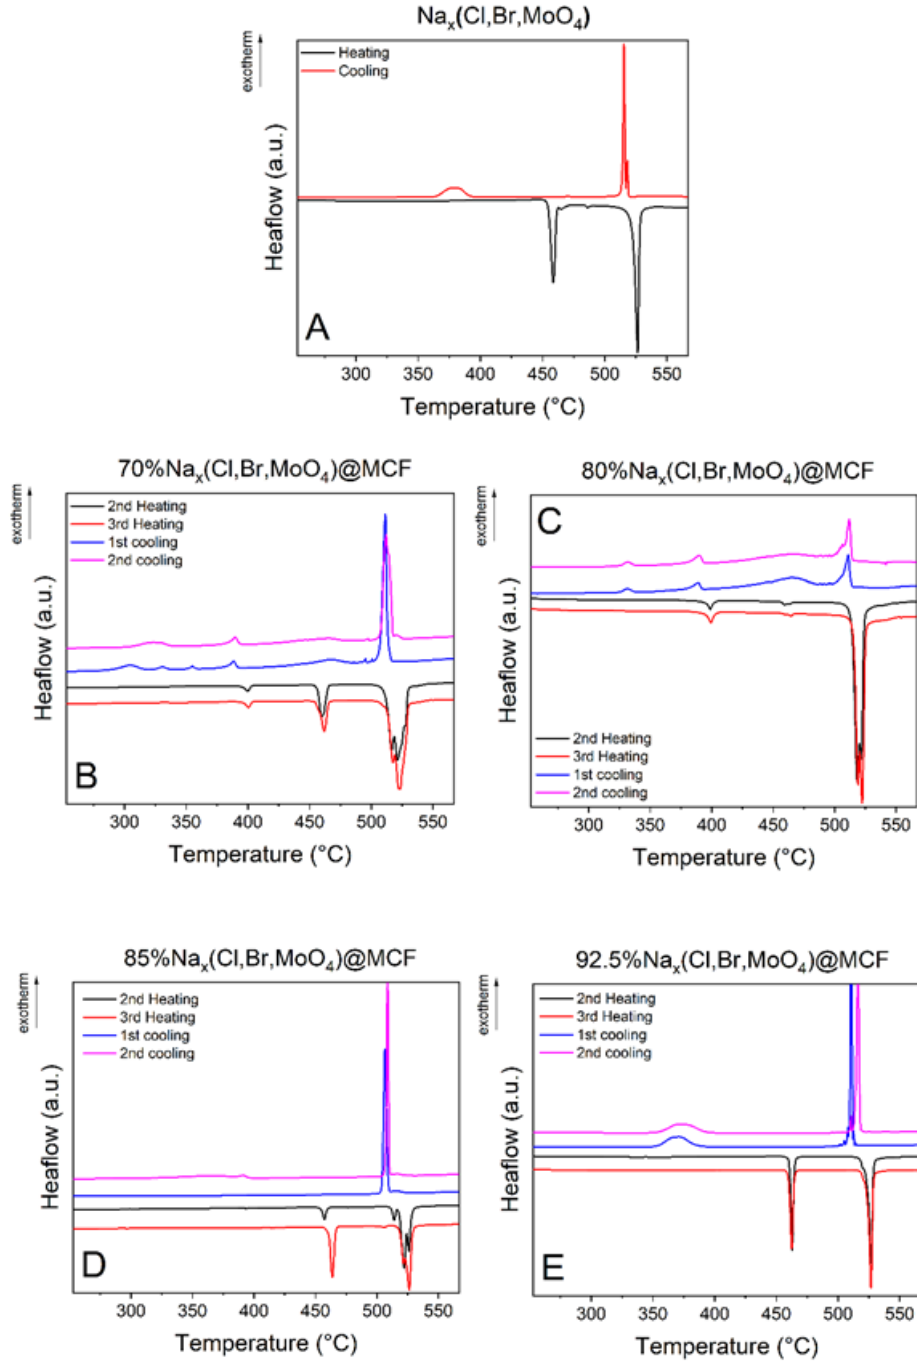 Naₓ(Cl,Br,MoO₄)
exotherm
Heating
Cooling
Heaflow (a.u.)
A
300 350 400 450 500 550
Temperature (°C)
70%Naₓ(Cl,Br,MoO₄)@MCF
exotherm
2nd Heating
3rd Heating
1st cooling
2nd cooling
Heaflow (a.u.)
B
300 350 400 450 500 550
Temperature (°C)
80%Naₓ(Cl,Br,MoO₄)@MCF
exotherm
C
Heaflow (a.u.)
2nd Heating
3rd Heating
1st cooling
2nd cooling
300 350 400 450 500 550
Temperature (°C)
85%Naₓ(Cl,Br,MoO₄)@MCF
exotherm
2nd Heating
3rd Heating
1st cooling
2nd cooling
Heaflow (a.u.)
D
300 350 400 450 500 550
Temperature (°C)
92.5%Naₓ(Cl,Br,MoO₄)@MCF
exotherm
2nd Heating
3rd Heating
1st cooling
2nd cooling
Heaflow (a.u.)
E
300 350 400 450 500 550
Temperature (°C)